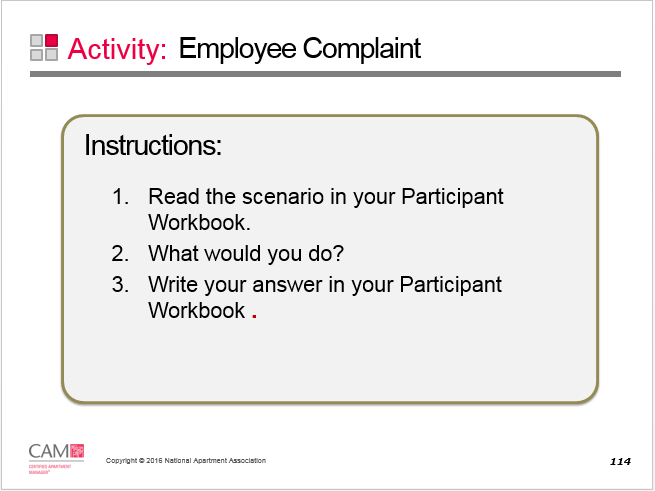 Activity: Employee Complaint
Instructions:
1. Read the scenario in your Participant
Workbook.
2. What would you do?
3. Write your answer in your Participant
Workbook .
CAM
CERTIFIED APARTMENT
MANAGER®
Copyright © 2016 National Apartment Association
114